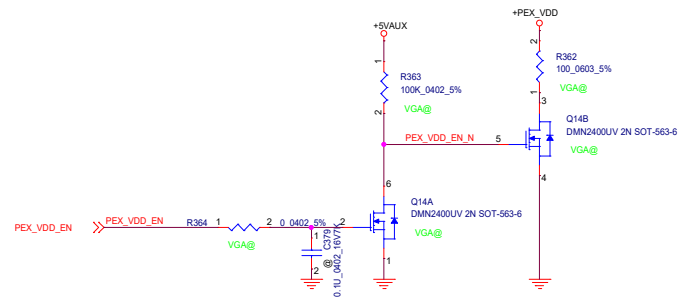 +PEX_VDD
+5VAUX
2
R362
100_0603_5%
VGA@
1
3
1
R363
100K_0402_5%
VGA@
2
PEX_VDD_EN_N
5
Q14B
DMN2400UV 2N SOT-563-6
VGA@
4
6
Q14A
DMN2400UV 2N SOT-563-6
VGA@
1
PEX_VDD_EN
PEX_VDD_EN
R364
1
2
0_0402_5%
VGA@
2
1
2
C379
@
0.1U_0402_16V7K